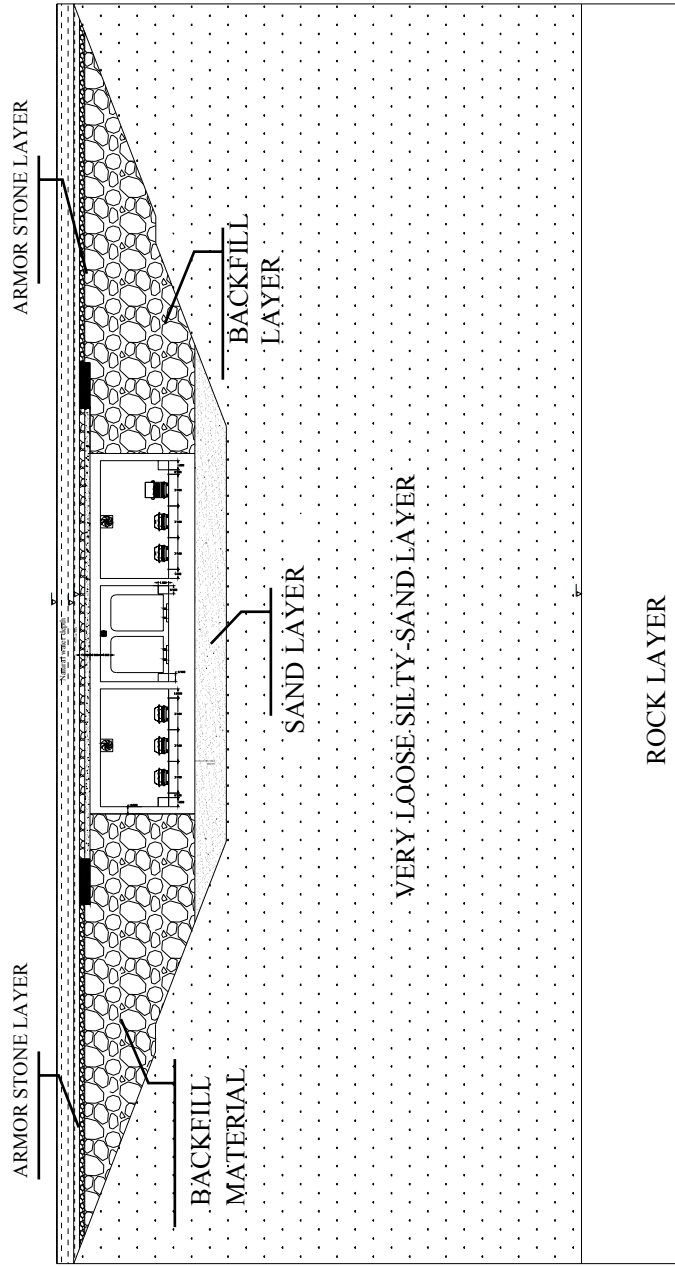 ARMOR STONE LAYER
ARMOR STONE LAYER
BACKFILL
MATERIAL
BACKFILL
LAYER
SAND LAYER
VERY LOOSE SILTY-SAND LAYER
ROCK LAYER